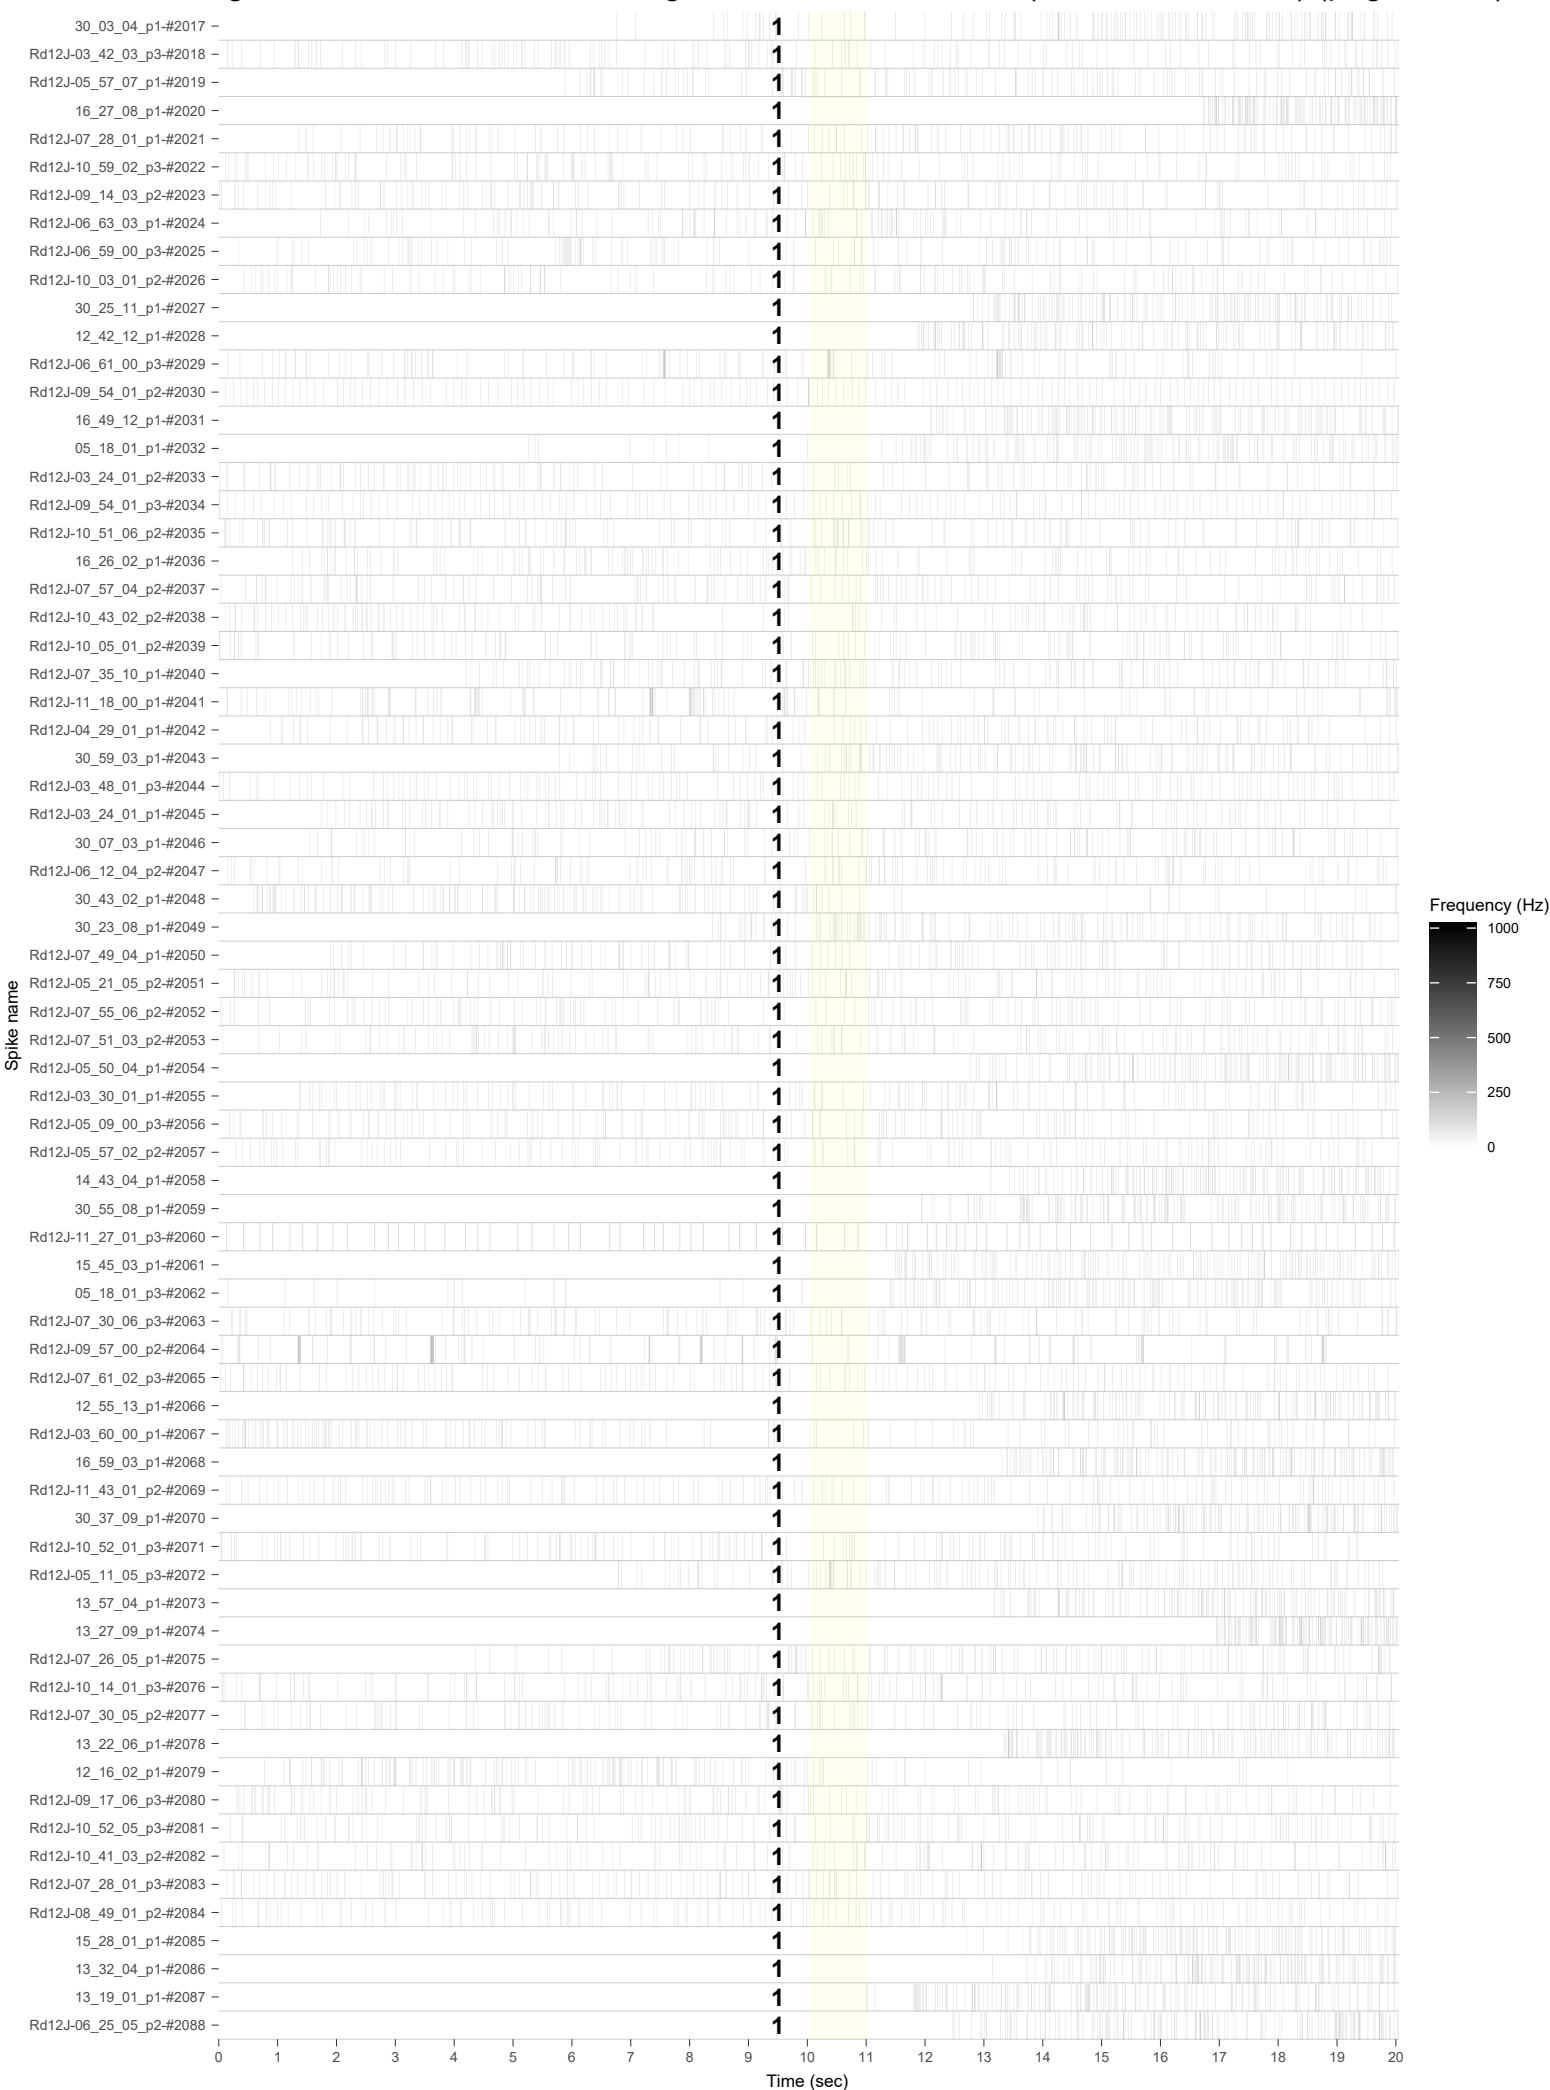 30_03_04_p1-#2017 1
Rd12J-03_42_03_p3-#2018 1
Rd12J-05_57_07_p1-#2019 1
16_27_08_p1-#2020 1
Rd12J-07_28_01_p1-#2021 1
Rd12J-10_59_02_p3-#2022 1
Rd12J-09_14_03_p2-#2023 1
Rd12J-06_63_03_p1-#2024 1
Rd12J-06_59_00_p3-#2025 1
Rd12J-10_03_01_p2-#2026 1
30_25_11_p1-#2027 1
12_42_12_p1-#2028 1
Rd12J-06_61_00_p3-#2029 1
Rd12J-09_54_01_p2-#2030 1
16_49_12_p1-#2031 1
05_18_01_p1-#2032 1
Rd12J-03_24_01_p2-#2033 1
Rd12J-09_54_01_p3-#2034 1
Rd12J-10_51_06_p2-#2035 1
16_26_02_p1-#2036 1
Rd12J-07_57_04_p2-#2037 1
Rd12J-10_43_02_p2-#2038 1
Rd12J-10_05_01_p2-#2039 1
Rd12J-07_35_10_p1-#2040 1
Rd12J-11_18_00_p1-#2041 1
Rd12J-04_29_01_p1-#2042 1
30_59_03_p1-#2043 1
Rd12J-03_48_01_p3-#2044 1
Rd12J-03_24_01_p1-#2045 1
30_07_03_p1-#2046 1
Rd12J-06_12_04_p2-#2047 1
30_43_02_p1-#2048 1
30_23_08_p1-#2049 1
Rd12J-07_49_04_p1-#2050 1
Rd12J-05_21_05_p2-#2051 1
Rd12J-07_55_06_p2-#2052 1
Rd12J-07_51_03_p2-#2053 1
Rd12J-05_50_04_p1-#2054 1
Rd12J-03_30_01_p1-#2055 1
Rd12J-05_09_00_p3-#2056 1
Rd12J-05_57_02_p2-#2057 1
14_43_04_p1-#2058 1
30_55_08_p1-#2059 1
Rd12J-11_27_01_p3-#2060 1
15_45_03_p1-#2061 1
05_18_01_p3-#2062 1
Rd12J-07_30_06_p3-#2063 1
Rd12J-09_57_00_p2-#2064 1
Rd12J-07_61_02_p3-#2065 1
12_55_13_p1-#2066 1
Rd12J-03_60_00_p1-#2067 1
16_59_03_p1-#2068 1
Rd12J-11_43_01_p2-#2069 1
30_37_09_p1-#2070 1
Rd12J-10_52_01_p3-#2071 1
Rd12J-05_11_05_p3-#2072 1
13_57_04_p1-#2073 1
13_27_09_p1-#2074 1
Rd12J-07_26_05_p1-#2075 1
Rd12J-10_14_01_p3-#2076 1
Rd12J-07_30_05_p2-#2077 1
13_22_06_p1-#2078 1
12_16_02_p1-#2079 1
Rd12J-09_17_06_p3-#2080 1
Rd12J-10_52_05_p3-#2081 1
Rd12J-10_41_03_p2-#2082 1
Rd12J-07_28_01_p3-#2083 1
Rd12J-08_49_01_p2-#2084 1
15_28_01_p1-#2085 1
13_32_04_p1-#2086 1
13_19_01_p1-#2087 1
Rd12J-06_25_05_p2-#2088 1
0 1 2 3 4 5 6 7 8 9 10 11 12 13 14 15 16 17 18 19 20
Time (sec)
Spike name
Frequency (Hz)
1000
750
500
250
0